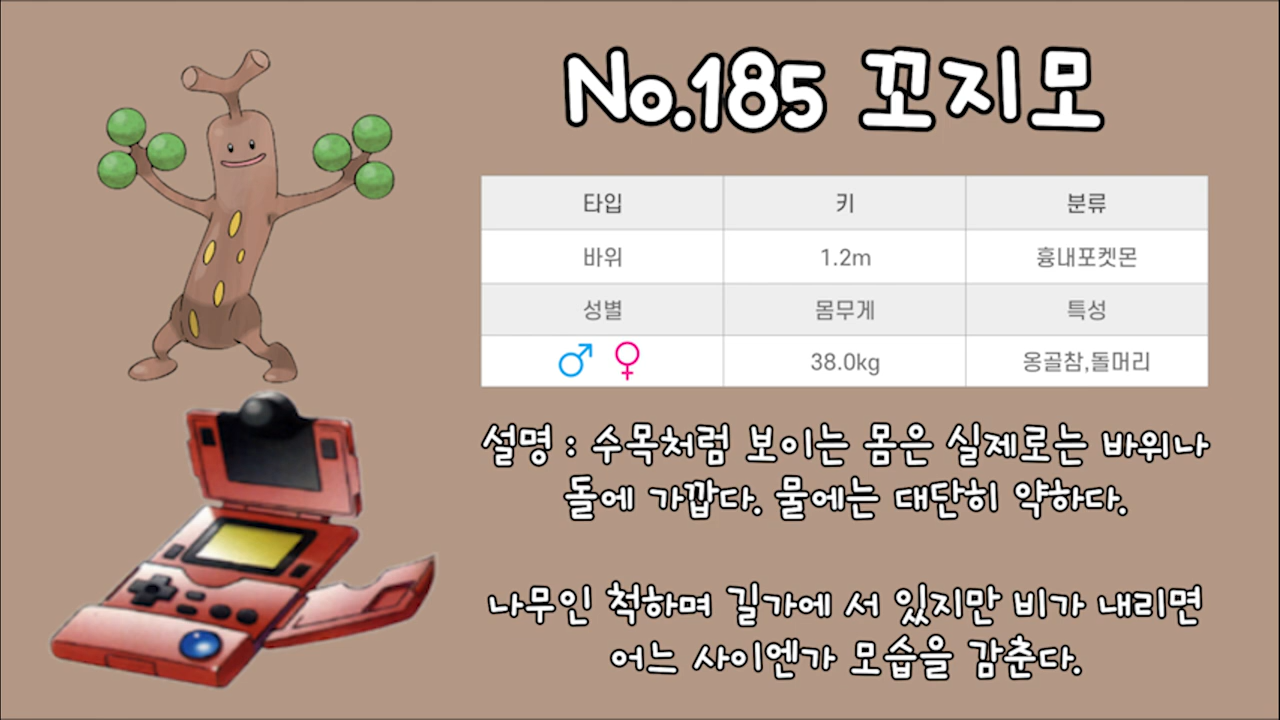 No.185 꼬지모
타입 키 분류
바위 1.2m 흉내포켓몬
성별 몸무게 특성
♂ ♀ 38.0kg 옹골참,돌머리
설명 : 수목처럼 보이는 몸은 실제로는 바위나
돌에 가깝다. 물에는 대단히 약하다.
나무인 척하며 길가에 서 있지만 비가 내리면
어느 사이엔가 모습을 감춘다.